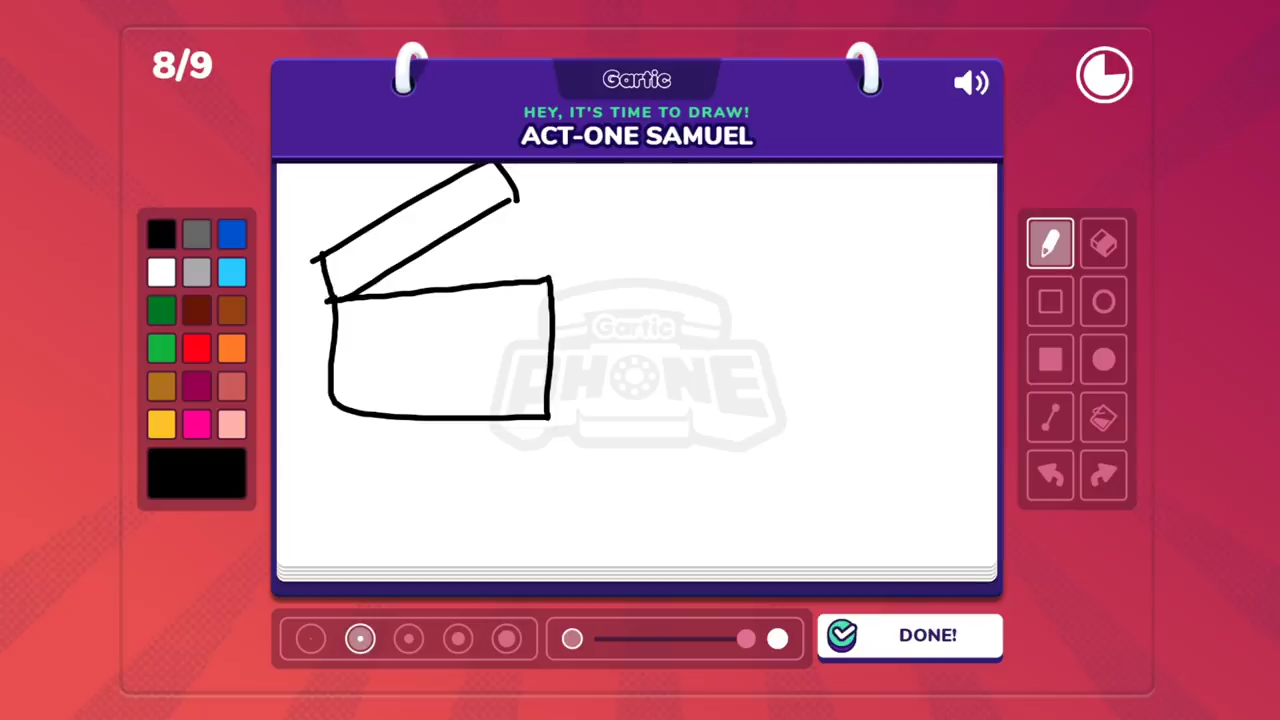 8/9
Gartic
HEY, IT'S TIME TO DRAW!
ACT-ONE SAMUEL
Gartic
PHONE
DONE!